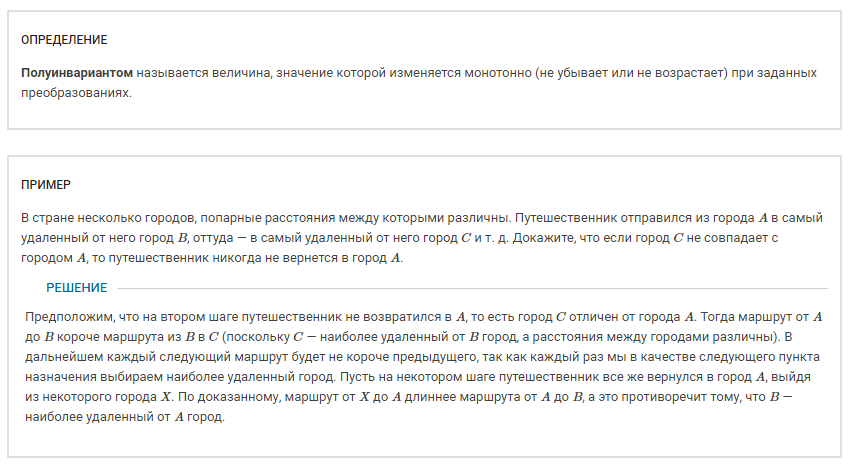 ОПРЕДЕЛЕНИЕ
Полуинвариантом называется величина, значение которой изменяется монотонно (не убывает или не возрастает) при заданных
преобразованиях.
ПРИМЕР
В стране несколько городов, попарные расстояния между которыми различны. Путешественник отправился из города A в самый
удаленный от него город B, оттуда — в самый удаленный от него город C и т. д. Докажите, что если город C не совпадает с
городом A, то путешественник никогда не вернется в город A.
РЕШЕНИЕ
Предположим, что на втором шаге путешественник не возвратился в A, то есть город C отличен от города A. Тогда маршрут от A
до B короче маршрута из B в C (поскольку C — наиболее удаленный от B город, а расстояния между городами различны). В
дальнейшем каждый следующий маршрут будет не короче предыдущего, так как каждый раз мы в качестве следующего пункта
назначения выбираем наиболее удаленный город. Пусть на некотором шаге путешественник все же вернулся в город A, выйдя
из некоторого города X. По доказанному, маршрут от X до A длиннее маршрута от A до B, а это противоречит тому, что B —
наиболее удаленный от A город.